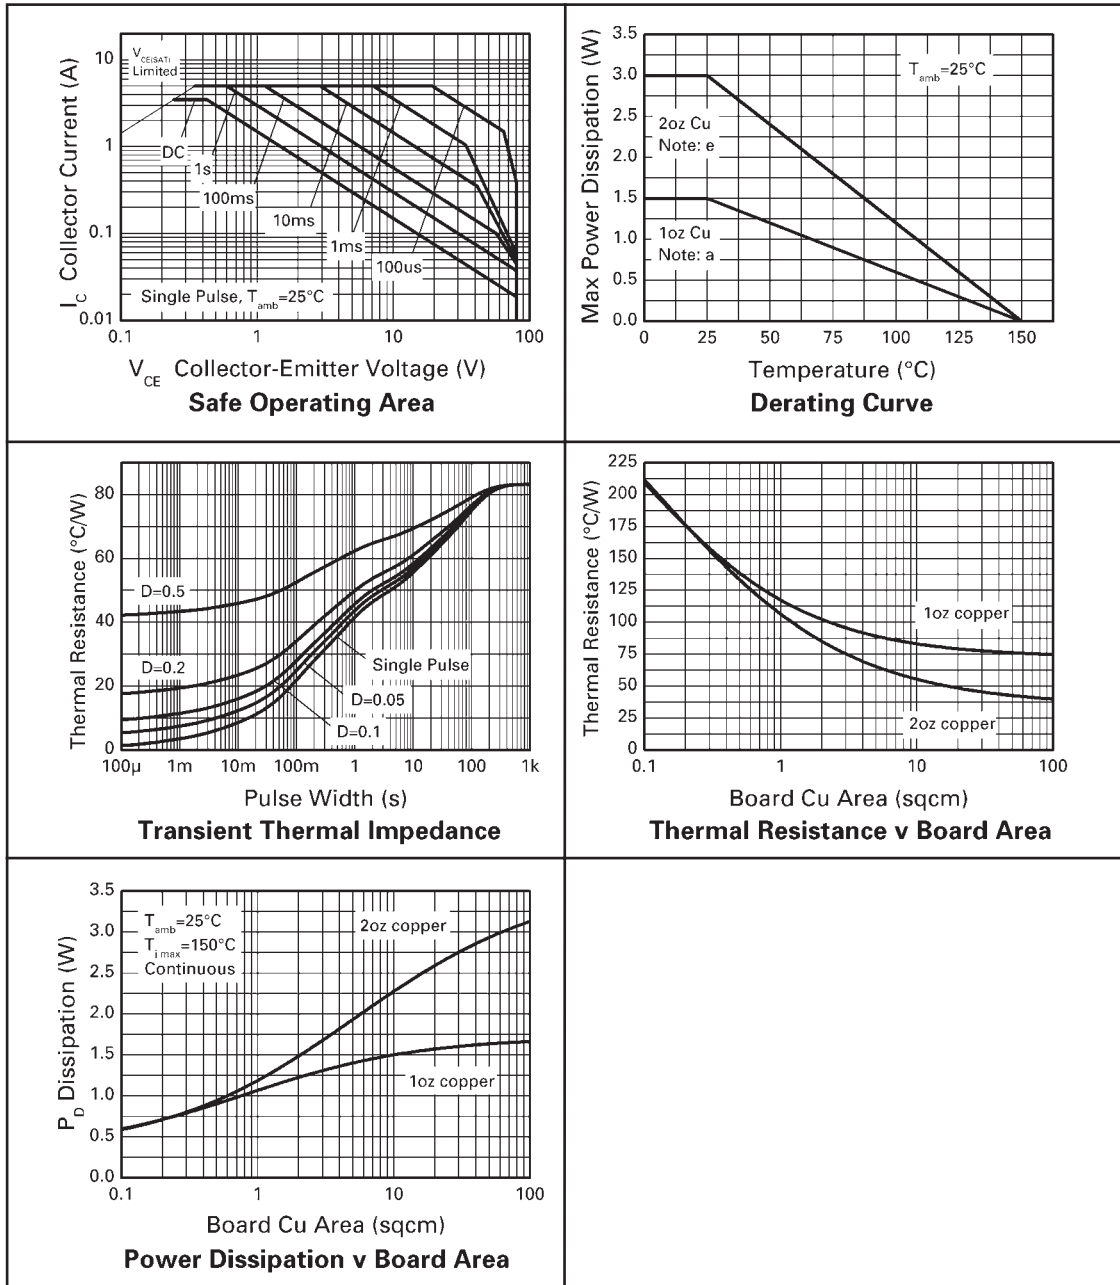 10
1
0.1
0.01
I_C Collector Current (A)
V_CE(SAT)
Limited
DC
1s
100ms
10ms
1ms
100us
Single Pulse, T_amb=25°C
0.1 1 10 100
V_CE Collector-Emitter Voltage (V)
Safe Operating Area
3.5
3.0
2.5
2.0
1.5
1.0
0.5
0.0
Max Power Dissipation (W)
T_amb=25°C
2oz Cu
Note: e
1oz Cu
Note: a
0 25 50 75 100 125 150
Temperature (°C)
Derating Curve
80
60
40
20
0
Thermal Resistance (°C/W)
D=0.5
D=0.2
Single Pulse
D=0.05
D=0.1
100µ 1m 10m 100m 1 10 100 1k
Pulse Width (s)
Transient Thermal Impedance
225
200
175
150
125
100
75
50
25
0
Thermal Resistance (°C/W)
1oz copper
2oz copper
0.1 1 10 100
Board Cu Area (sqcm)
Thermal Resistance v Board Area
3.5
3.0
2.5
2.0
1.5
1.0
0.5
0.0
P_D Dissipation (W)
T_amb=25°C
T_j max=150°C
Continuous
2oz copper
1oz copper
0.1 1 10 100
Board Cu Area (sqcm)
Power Dissipation v Board Area